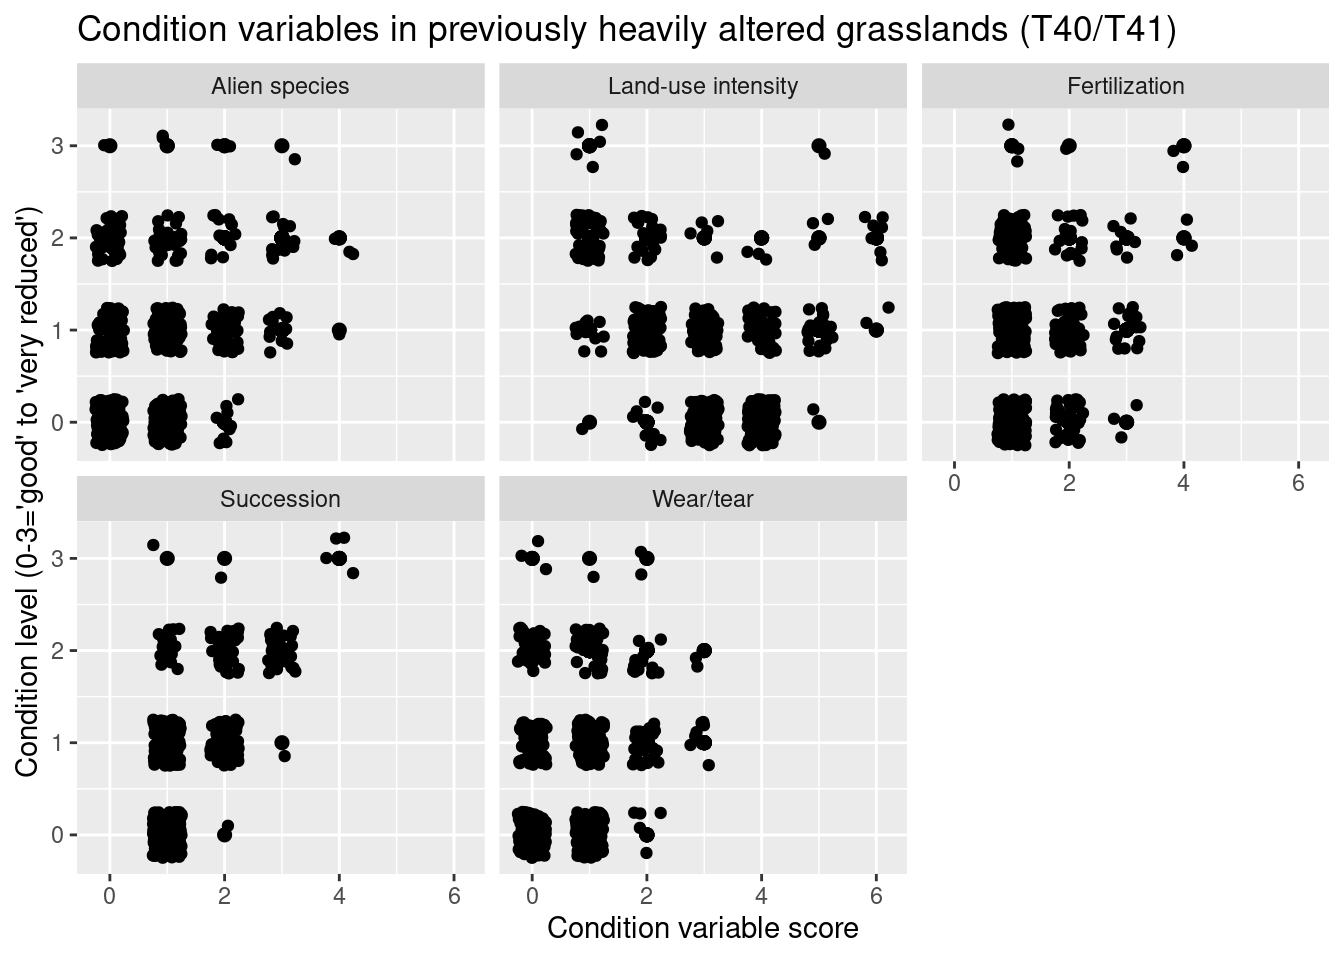 Condition variables in previously heavily altered grasslands (T40/T41)
Alien species
Land-use intensity
Fertilization
3
2
1
0
0 2 4 6
Succession
Wear/tear
3
2
1
0
0 2 4 6
0 2 4 6
Condition level (0-3='good' to 'very reduced')
Condition variable score